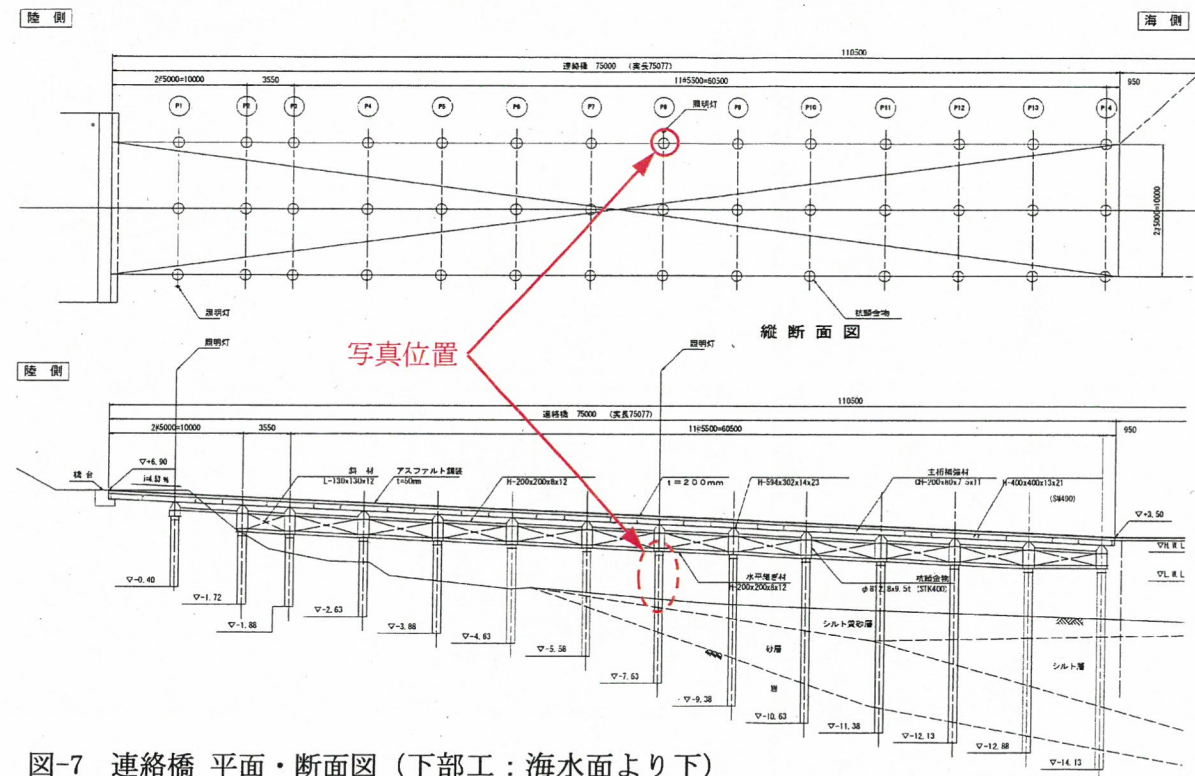 陸 側
海 側
110500
連絡橋 75000 (実長75077)
2@5000=10000
3550
11@5500=60500
950
P1
P2
P3
P4
P5
P6
P7
P8
P9
P10
P11
P12
P13
P14
照明灯
2@5000=10000
照明灯
杭頭金物
縦 断 面 図
写真位置
照明灯
照明灯
陸 側
110500
連絡橋 75000 (実長75077)
2@5000=10000
3550
11@5500=60500
950
橋 台
▽+6.90
i=4.53 %
斜 材
L-130x130x12
アスファルト舗装
t=50mm
H-200x200x8x12
t=200mm
H-594x302x14x23
主桁補強材
H-400x400x13x21
(SM490)
▽+3.50
▽H.W.L
▽L.W.L
水平繋ぎ材
H-200x200x8x12
杭頭金物
φ812.8x9.5t (STK400)
▽-0.40
▽-1.72
▽-1.88
▽-2.63
▽-3.88
▽-4.63
▽-5.58
▽-7.63
▽-9.38
▽-10.63
▽-11.38
▽-12.13
▽-12.88
▽-14.13
シルト質砂層
砂層
シルト層
図-7 連絡橋 平面・断面図 (下部工:海水面より下)